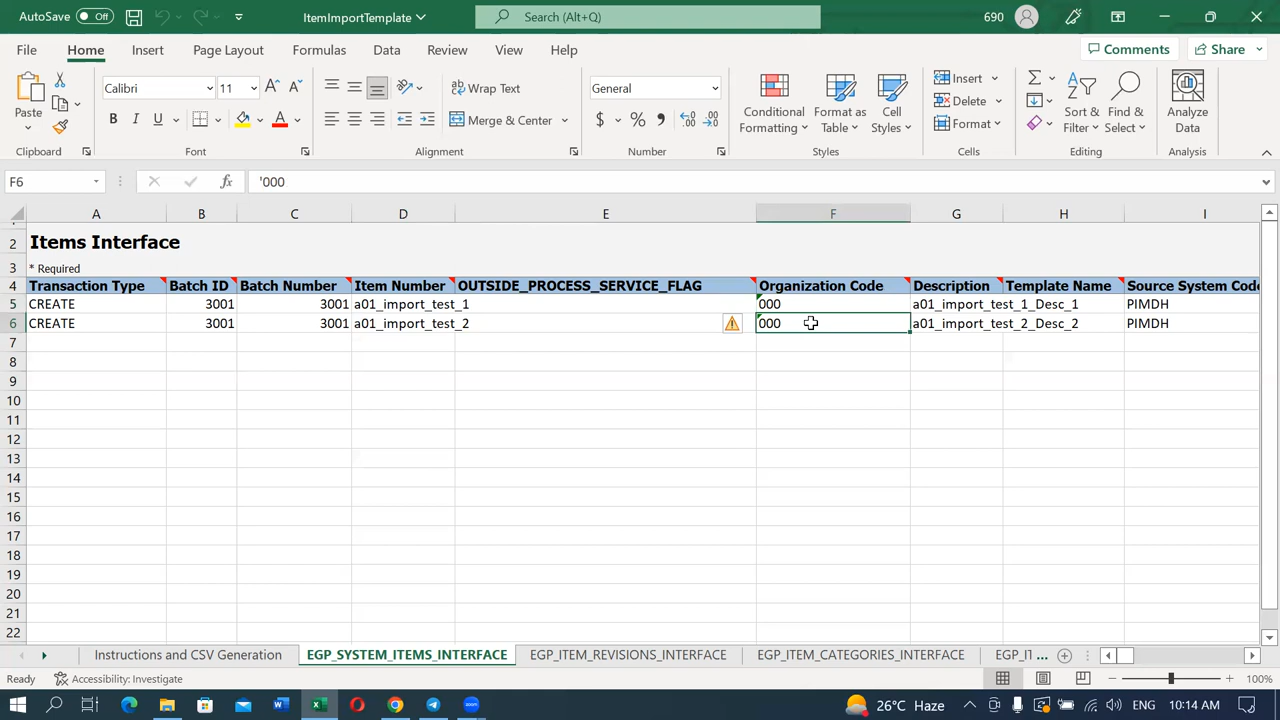 AutoSave Off ItemImportTemplate Search (Alt+Q) 690
File Home Insert Page Layout Formulas Data Review View Help Comments Share
Paste Calibri 11 Wrap Text General Conditional Formatting Format as Table Cell Styles Insert Sort & Filter Find & Select Analyze Data
B I U Merge & Center $ % Delete
Format
Clipboard Font Alignment Number Styles Cells Editing Analysis
F6 fx '000
A B C D E F G H I
2 Items Interface
3 * Required
4 Transaction Type Batch ID Batch Number Item Number OUTSIDE_PROCESS_SERVICE_FLAG Organization Code Description Template Name Source System Code
5 CREATE 3001 3001 a01_import_test_1 000 a01_import_test_1_Desc_1 PIMDH
6 CREATE 3001 3001 a01_import_test_2 000 a01_import_test_2_Desc_2 PIMDH
7
8
9
10
11
12
13
14
15
16
17
18
19
20
21
22
Instructions and CSV Generation EGP_SYSTEM_ITEMS_INTERFACE EGP_ITEM_REVISIONS_INTERFACE EGP_ITEM_CATEGORIES_INTERFACE ...
Ready Accessibility: Investigate 100%
26°C Haze 10:14 AM